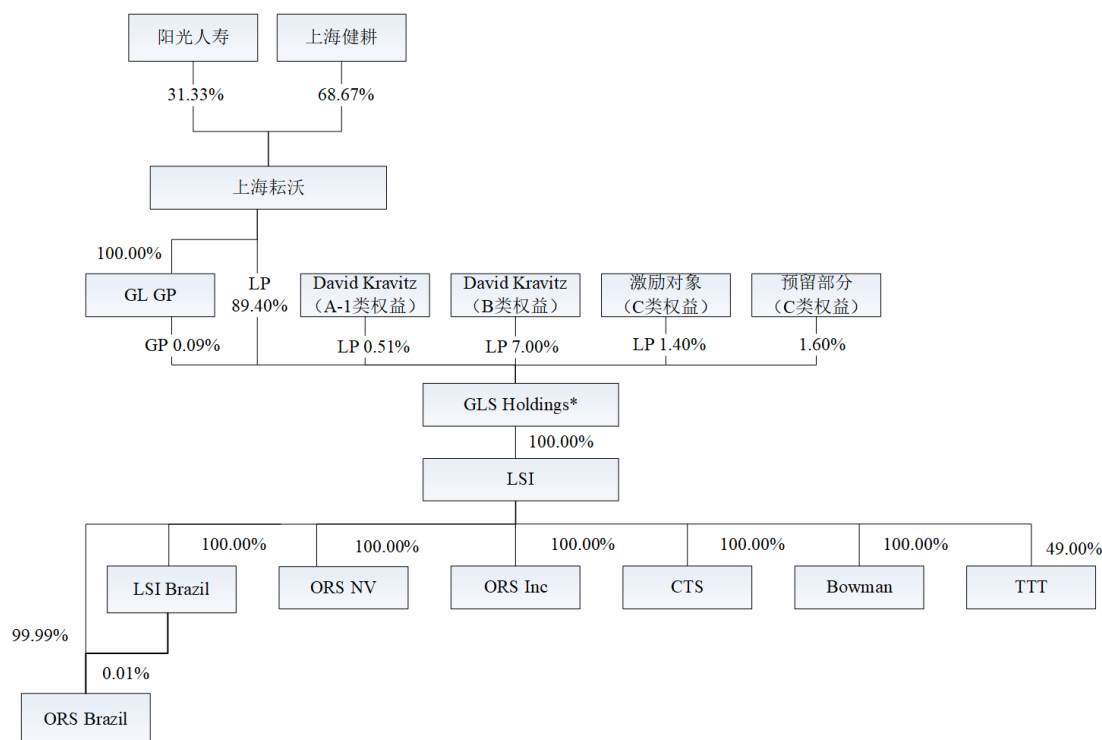 阳光人寿
上海健耕
31.33%
68.67%
上海耘沃
100.00%
GL GP
LP
89.40%
David Kravitz
（A-1类权益）
David Kravitz
（B类权益）
激励对象
（C类权益）
预留部分
（C类权益）
GP 0.09%
LP 0.51%
LP 7.00%
LP 1.40%
1.60%
GLS Holdings*
100.00%
LSI
100.00%
100.00%
100.00%
100.00%
100.00%
49.00%
LSI Brazil
ORS NV
ORS Inc
CTS
Bowman
TTT
99.99%
0.01%
ORS Brazil